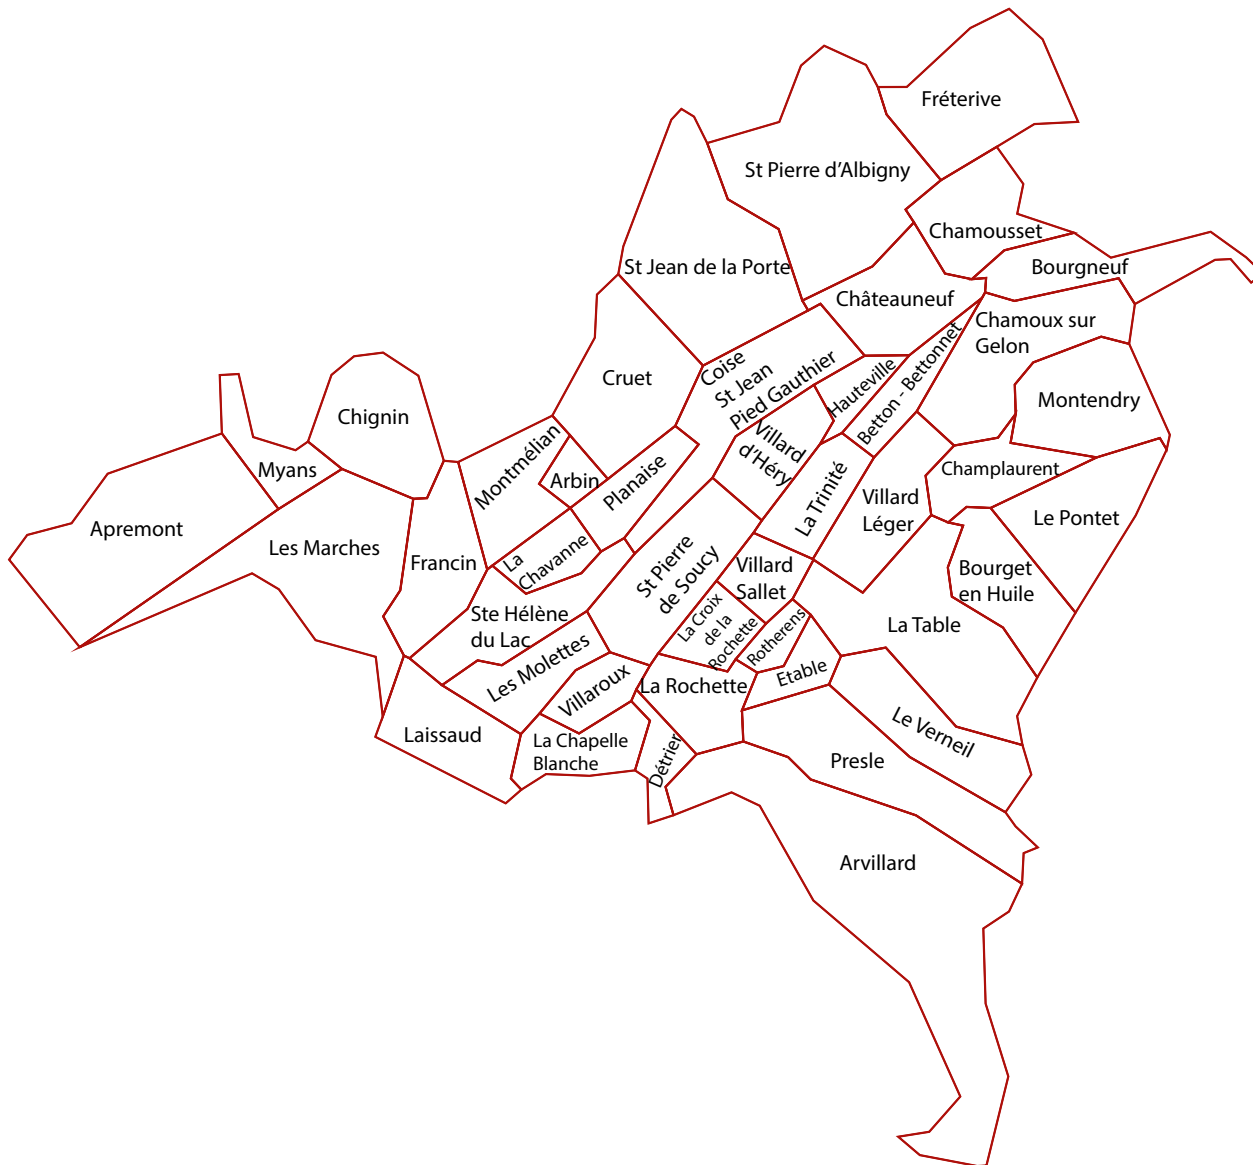 Fréterive
St Pierre d'Albigny
Chamousset
St Jean de la Porte
Bourgneuf
Châteauneuf
Chamoux sur
Gelon
Coise
St Jean
Pied Gauthier
Hauteville
Betton - Bettonnet
Cruet
Montendry
Chignin
Myans
Montmélian
Arbin
Planaise
Villard
d'Héry
Champlaurent
Apremont
Les Marches
Francin
La
Chavanne
La Trinité
Villard
Léger
Le Pontet
St Pierre
de Soucy
Villard
Sallet
Bourget
en Huile
Ste Hélène
du Lac
La Croix
de la
Rochette
Rotherens
La Table
Les Molettes
Villaroux
La Rochette
Etable
Laissaud
La Chapelle
Blanche
Détrier
Le Verneil
Presle
Arvillard